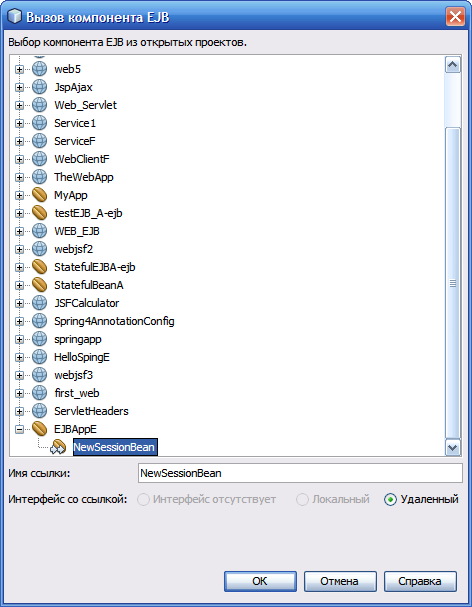 Вызов компонента EJB
Выбор компонента EJB из открытых проектов.
web5
JspAjax
Web_Servlet
Service1
ServiceF
WebClientF
TheWebApp
MyApp
testEJB_A-ejb
WEB_EJB
webjsf2
StatefulEJBA-ejb
StatefulBeanA
JSFCalculator
Spring4AnnotationConfig
springapp
HelloSpingE
webjsf3
first_web
ServletHeaders
EJBAppE
NewSessionBean
Имя ссылки: NewSessionBean
Интерфейс со ссылкой: Интерфейс отсутствует Локальный Удаленный
OK Отмена Справка